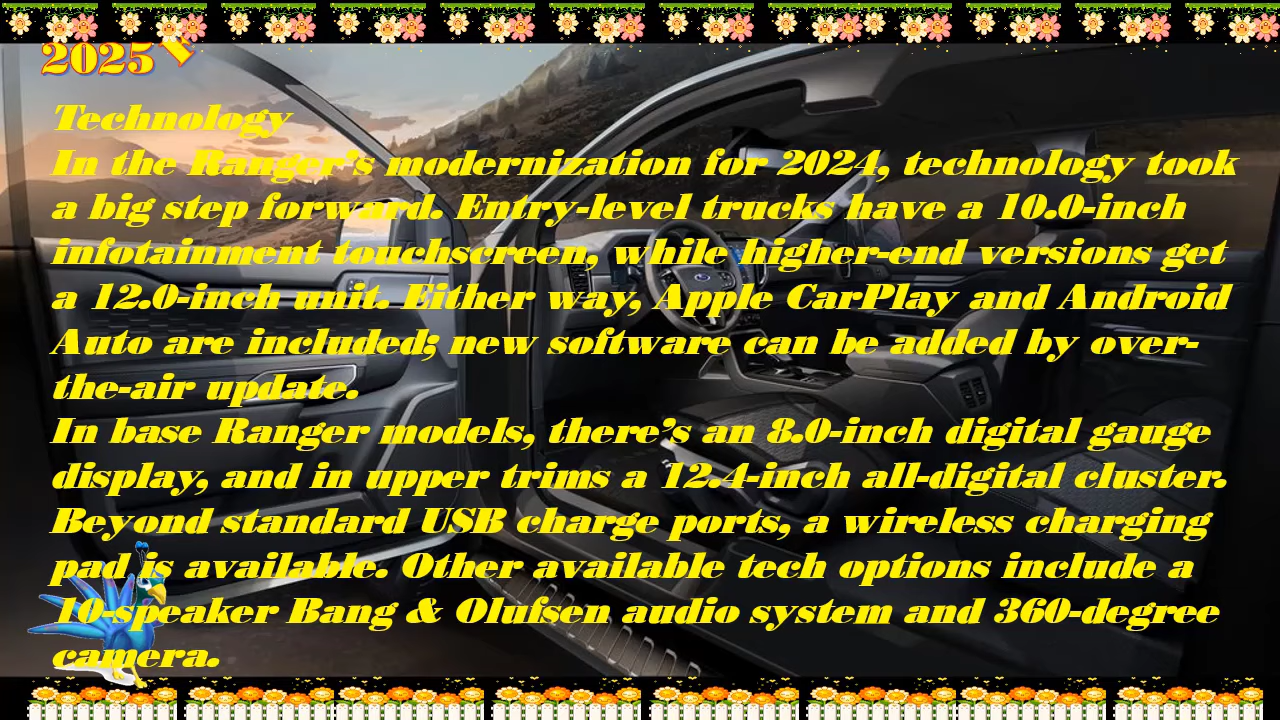 2025
Technology
In the Ranger's modernization for 2024, technology took
a big step forward. Entry-level trucks have a 10.0-inch
infotainment touchscreen, while higher-end versions get
a 12.0-inch unit. Either way, Apple CarPlay and Android
Auto are included; new software can be added by over-
the-air update.
In base Ranger models, there's an 8.0-inch digital gauge
display, and in upper trims a 12.4-inch all-digital cluster.
Beyond standard USB charge ports, a wireless charging
pad is available. Other available tech options include a
10-speaker Bang & Olufsen audio system and 360-degree
camera.